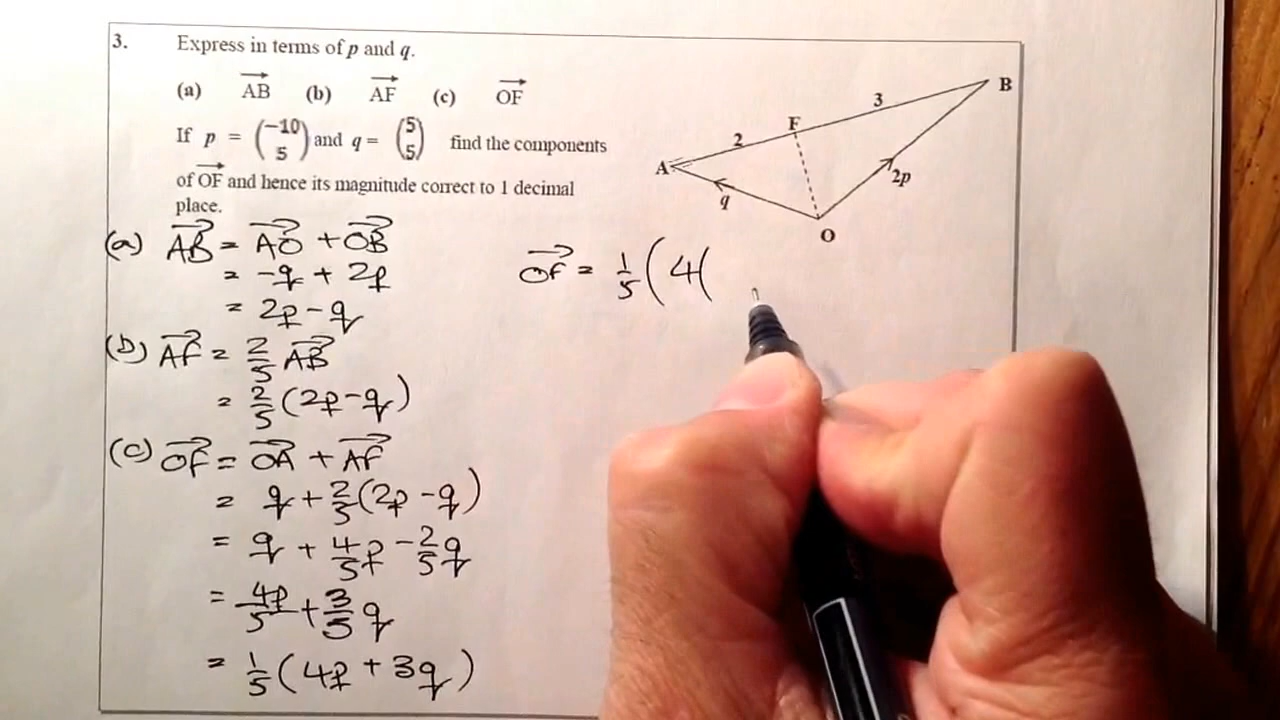 3. Express in terms of p and q.
(a) AB (b) AF (c) OF
If p = (−10 5) and q = (5 5) find the components
of OF and hence its magnitude correct to 1 decimal
place.
A 2 F 3 B
q 2p
O
(a) AB = AO + OB
= -q + 2p
= 2p - q
(b) AF = 2/5 AB
= 2/5 (2p - q)
(c) OF = OA + AF
= q + 2/5 (2p - q)
= q + 4/5 p - 2/5 q
= 4p/5 + 3/5 q
= 1/5 (4p + 3q)
OF = 1/5 ( 4(